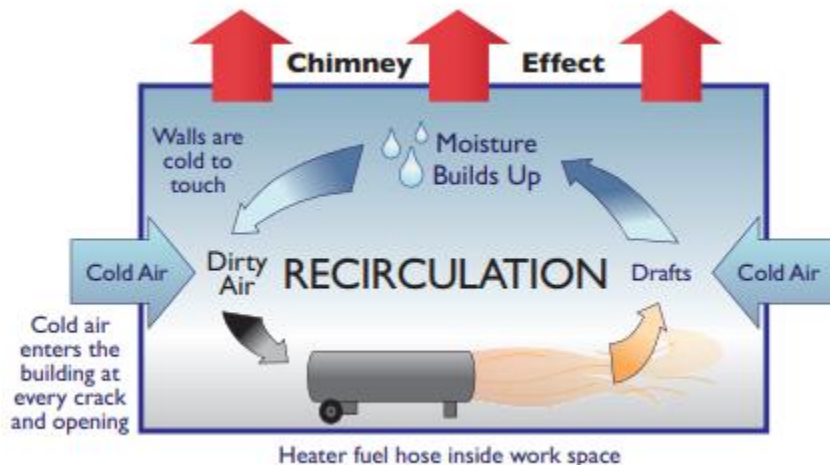 Chimney Effect
Walls are
cold to
touch
Moisture
Builds Up
Cold Air
Dirty
Air
RECIRCULATION
Drafts
Cold Air
Cold air
enters the
building at
every crack
and opening
Heater fuel hose inside work space